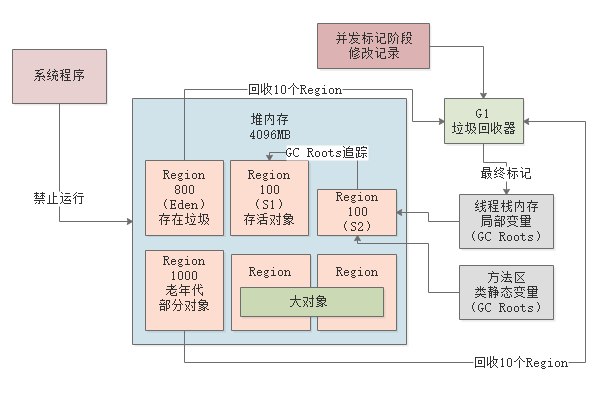 并发标记阶段
修改记录
系统程序
回收10个Region
堆内存
4096MB
G1
垃圾回收器
GC Roots追踪
最终标记
禁止运行
Region
800
（Eden）
存在垃圾
Region
100
（S1）
存活对象
Region
100
（S2）
线程栈内存
局部变量
（GC Roots）
Region
1000
老年代
部分对象
Region
Region
大对象
方法区
类静态变量
（GC Roots）
回收10个Region